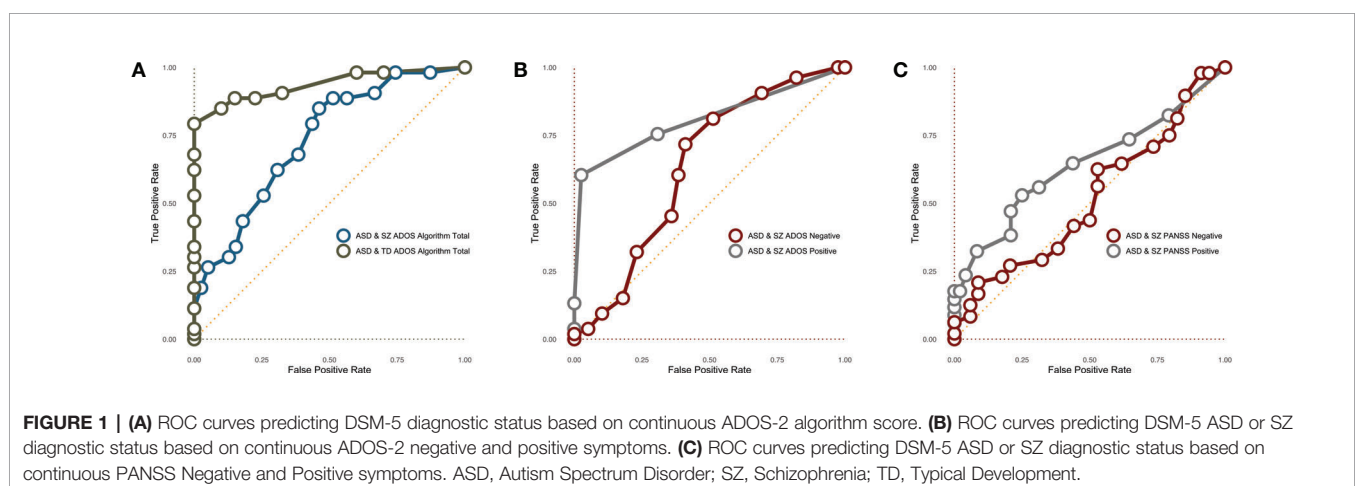 A
1.00
0.75
0.50
0.25
0.00
True Positive Rate
ASD & SZ ADOS Algorithm Total
ASD & TD ADOS Algorithm Total
0.00 0.25 0.50 0.75 1.00
False Positive Rate
B
1.00
0.75
0.50
0.25
0.00
True Positive Rate
ASD & SZ ADOS Negative
ASD & SZ ADOS Positive
0.00 0.25 0.50 0.75 1.00
False Positive Rate
C
1.00
0.75
0.50
0.25
0.00
True Positive Rate
ASD & SZ PANSS Negative
ASD & SZ PANSS Positive
0.00 0.25 0.50 0.75 1.00
False Positive Rate
FIGURE 1 | (A) ROC curves predicting DSM-5 diagnostic status based on continuous ADOS-2 algorithm score. (B) ROC curves predicting DSM-5 ASD or SZ
diagnostic status based on continuous ADOS-2 negative and positive symptoms. (C) ROC curves predicting DSM-5 ASD or SZ diagnostic status based on
continuous PANSS Negative and Positive symptoms. ASD, Autism Spectrum Disorder; SZ, Schizophrenia; TD, Typical Development.